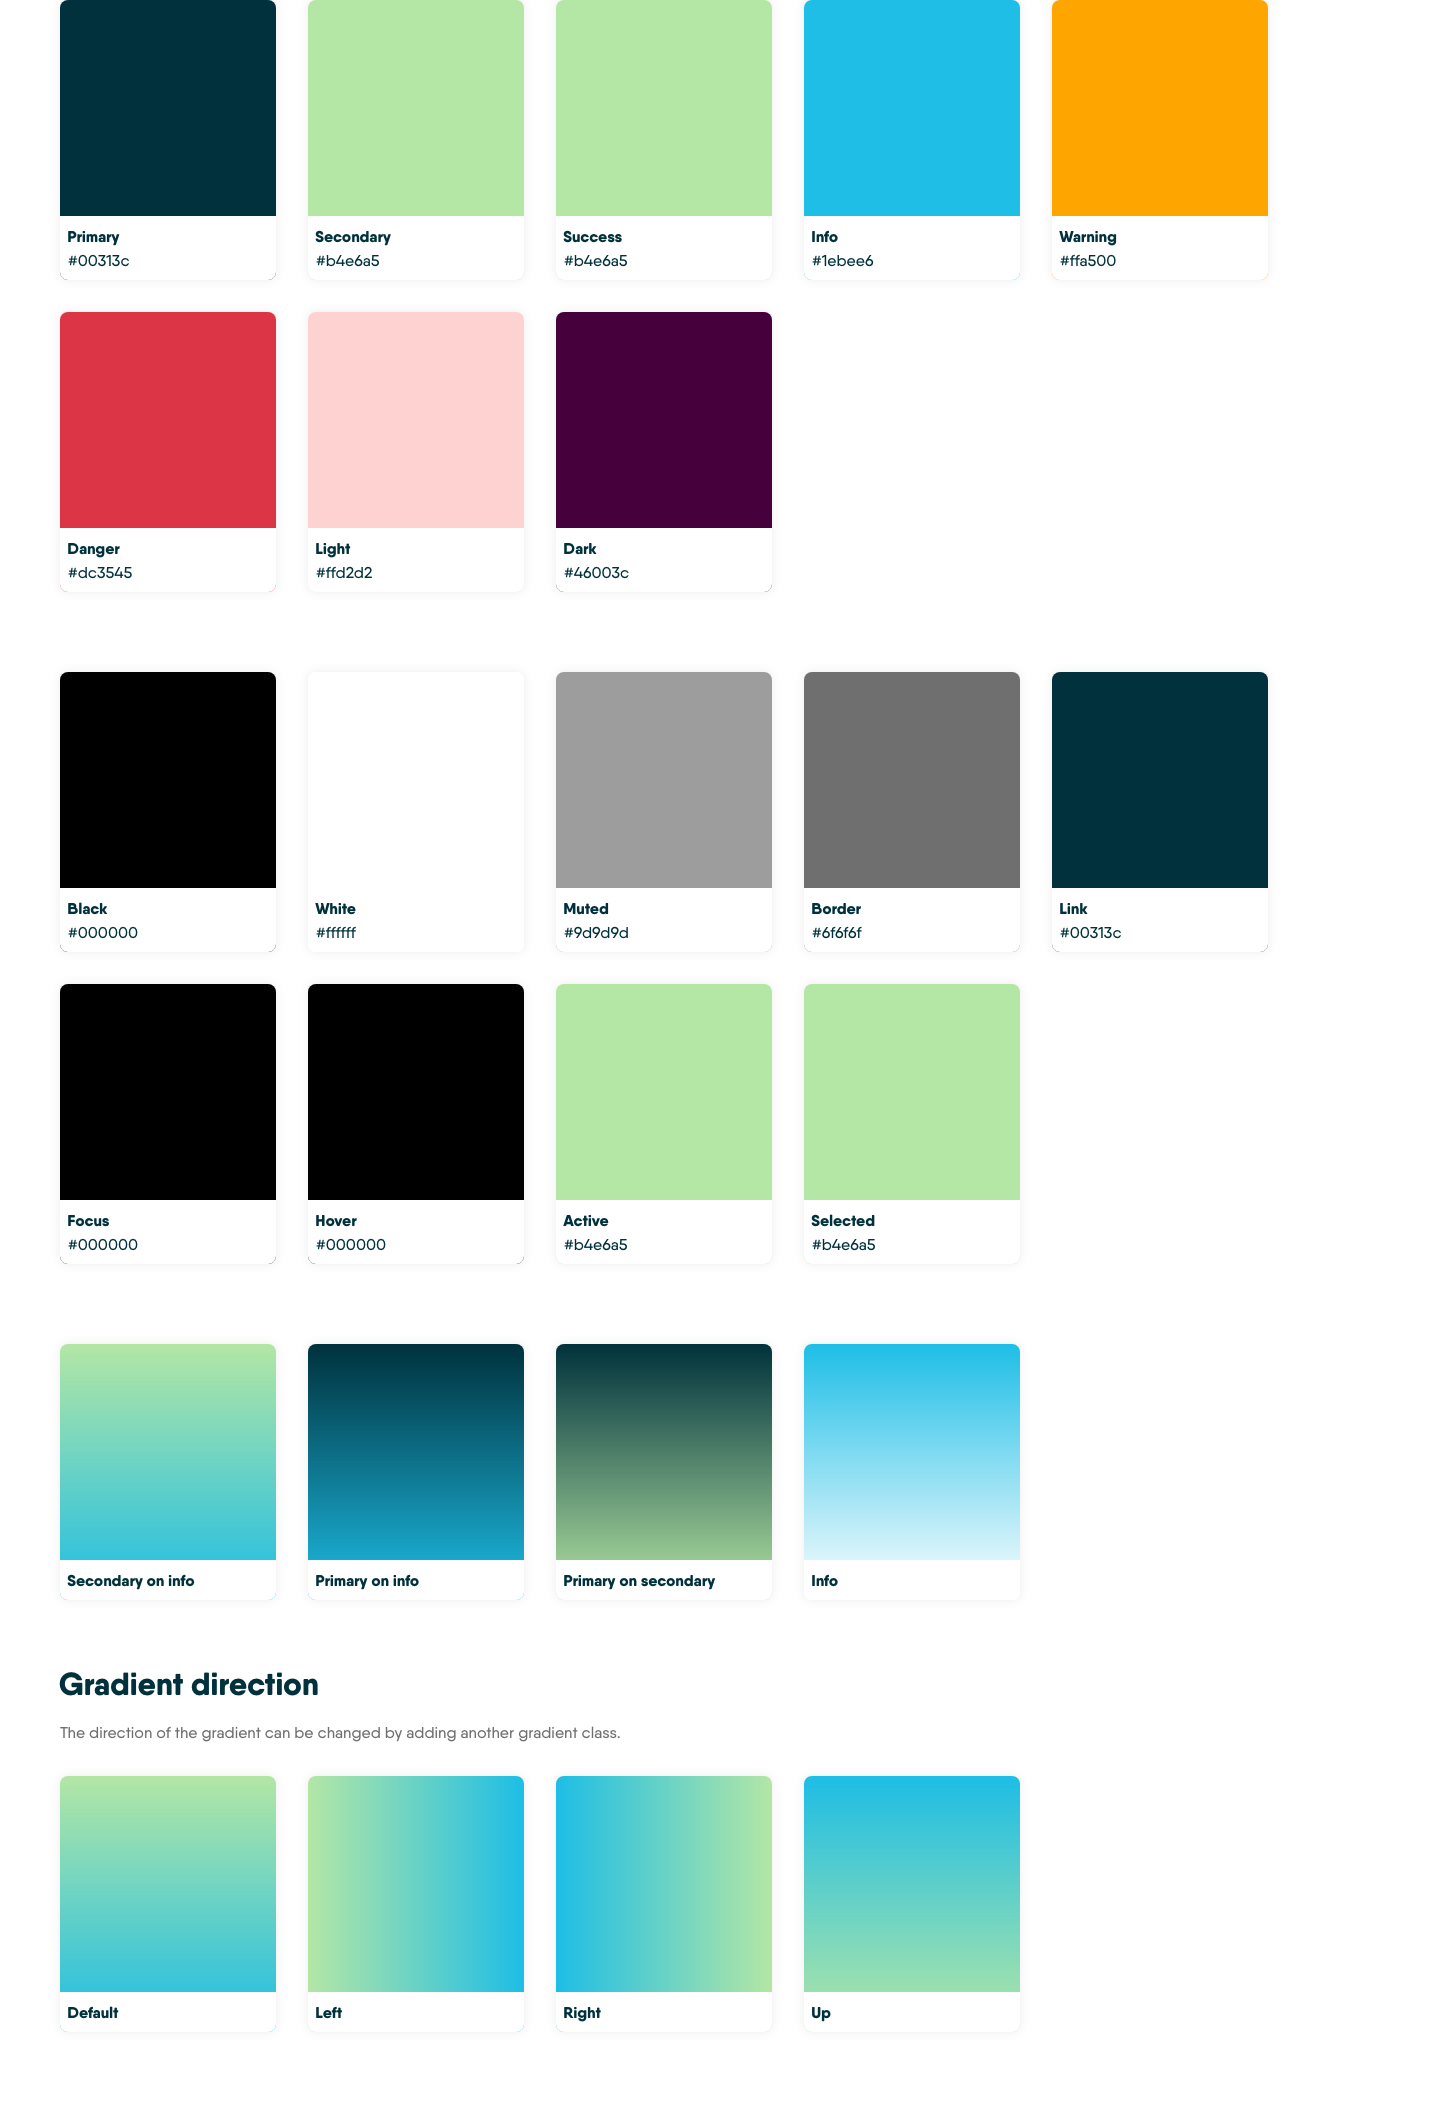 Primary
#00313c
Secondary
#b4e6a5
Success
#b4e6a5
Info
#1ebee6
Warning
#ffa500
Danger
#dc3545
Light
#ffd2d2
Dark
#46003c
Black
#000000
White
#ffffff
Muted
#9d9d9d
Border
#6f6f6f
Link
#00313c
Focus
#000000
Hover
#000000
Active
#b4e6a5
Selected
#b4e6a5
Secondary on info
Primary on info
Primary on secondary
Info
Gradient direction
The direction of the gradient can be changed by adding another gradient class.
Default
Left
Right
Up